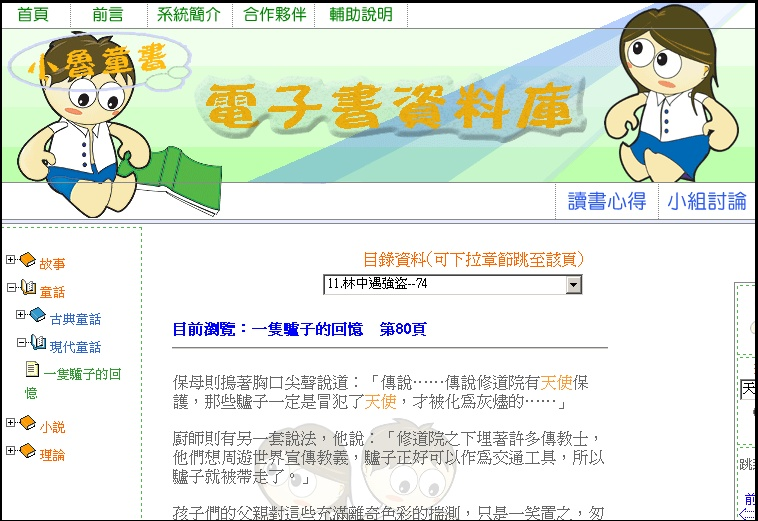 首頁 前言 系統簡介 合作夥伴 輔助說明
小魯童書
電子書資料庫
讀書心得 小組討論
目錄資料(可下拉章節跳至該頁)
11.林中遇強盜--74
故事
童話
古典童話
現代童話
一隻驢子的回
憶
小說
理論
目前瀏覽：一隻驢子的回憶 第80頁
保母則搗著胸口尖聲說道：「傳說……傳說修道院有天使保
護，那些驢子一定是冒犯了天使，才被化為灰燼的……」
廚師則有另一套說法，他說：「修道院之下埋著許多傳教士，
他們想周遊世界宣傳教義，驢子正好可以作為交通工具，所以
驢子就被帶走了。」
孩子們的父親對這些充滿離奇色彩的揣測，只是一笑置之，匆
天
跳
前